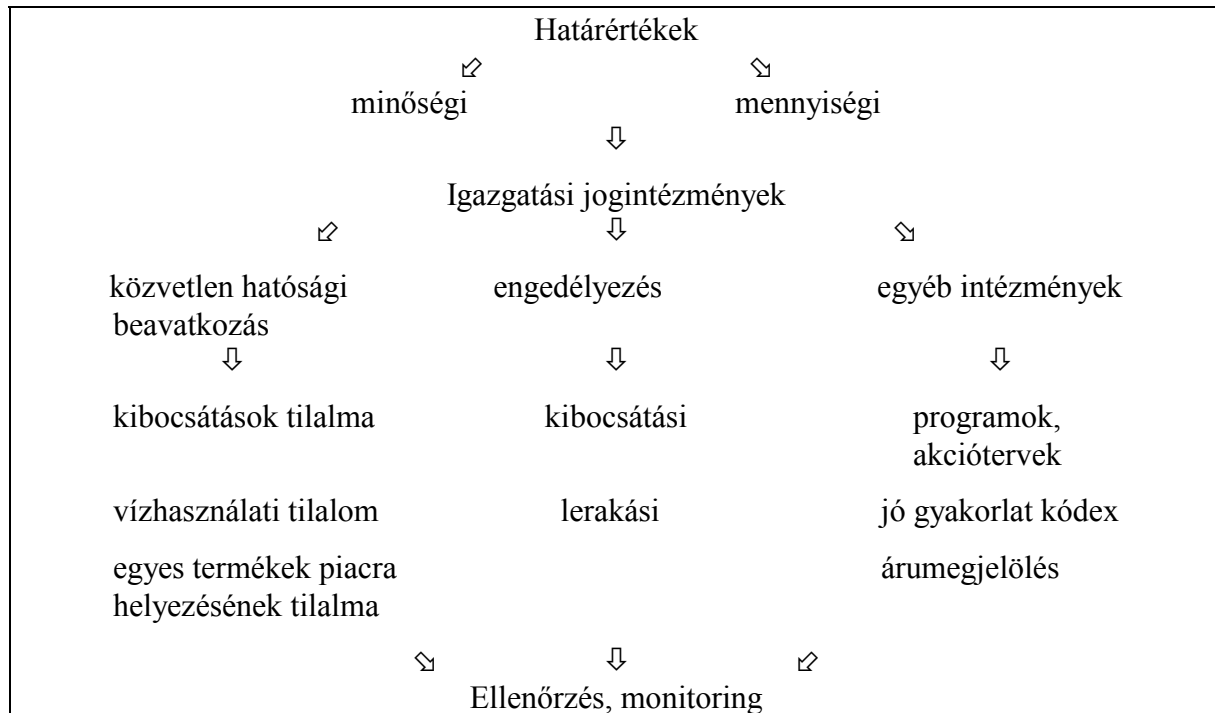 Határértékek
minőségi mennyiségi
Igazgatási jogintézmények
közvetlen hatósági engedélyezés egyéb intézmények
beavatkozás
kibocsátások tilalma kibocsátási programok,
akciótervek
vízhasználati tilalom lerakási jó gyakorlat kódex
egyes termékek piacra árumegjelölés
helyezésének tilalma
Ellenőrzés, monitoring